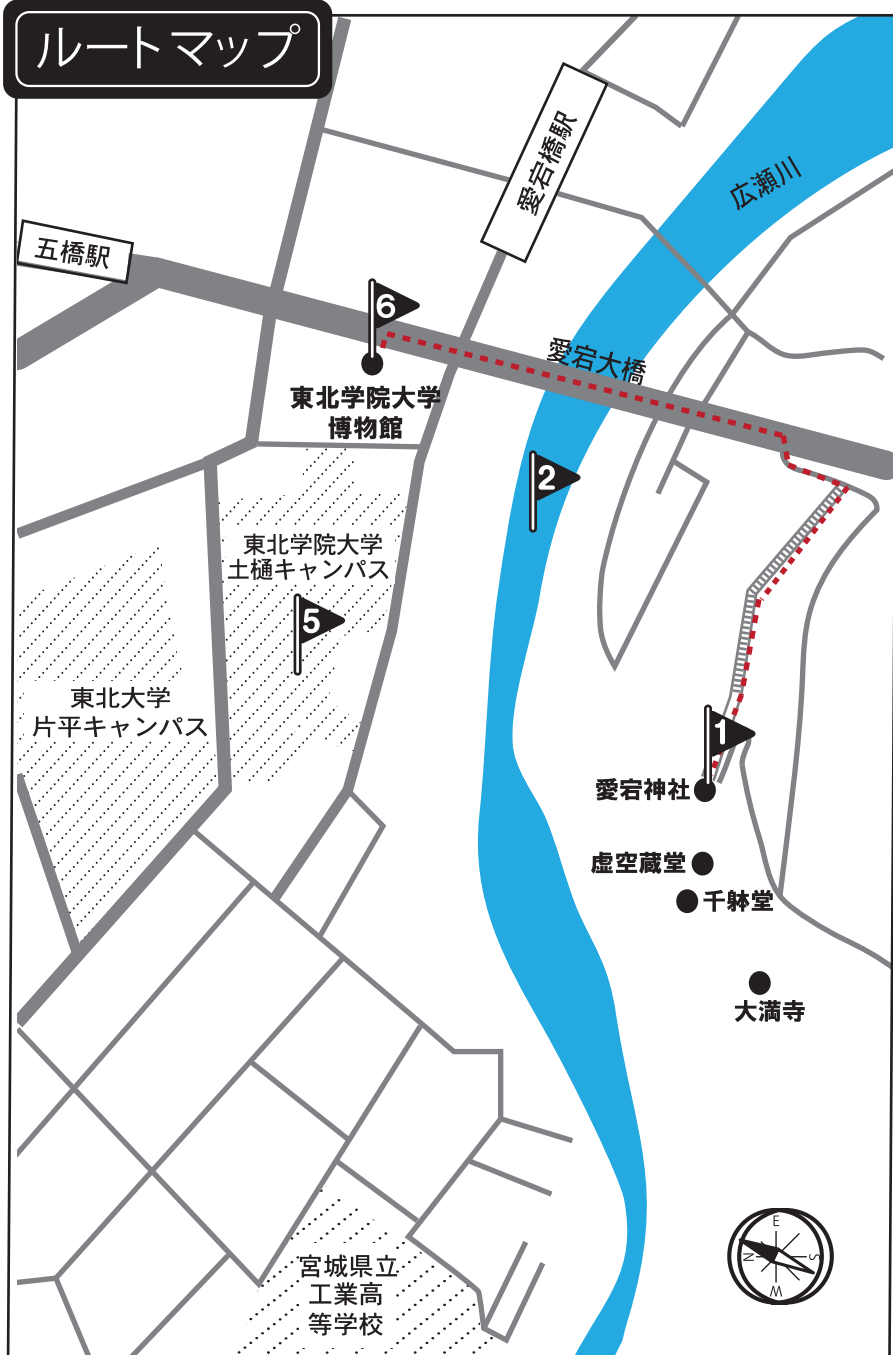 ルートマップ
愛宕橋駅
広瀬川
五橋駅
6
愛宕大橋
東北学院大学
博物館
2
東北学院大学
土樋キャンパス
5
東北大学
片平キャンパス
1
愛宕神社
虚空蔵堂
千躰堂
大満寺
E
N
S
W
宮城県立
工業高
等学校